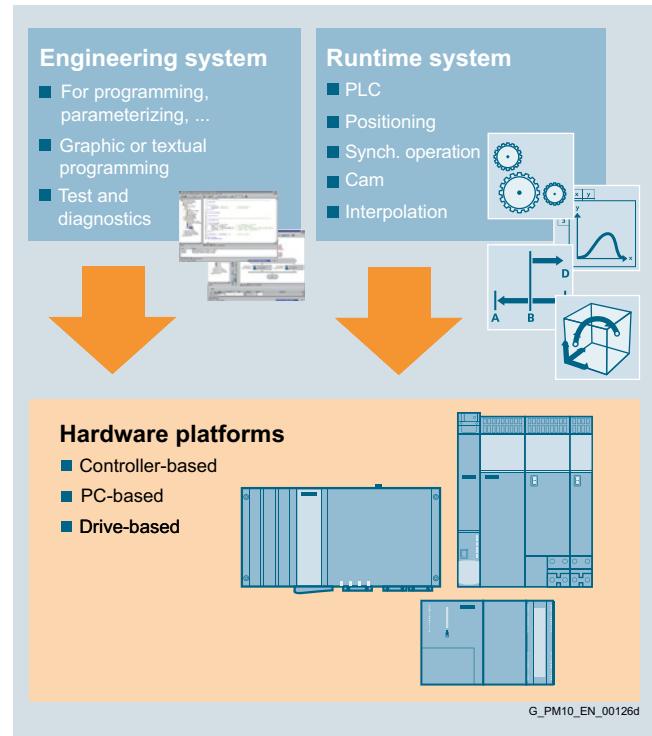 Engineering system
For programming,
parameterizing, ...
Graphic or textual
programming
Test and
diagnostics
Runtime system
PLC
Positioning
Synch. operation
Cam
Interpolation
x y
y
3
x
D
A B
Hardware platforms
Controller-based
PC-based
Drive-based
G_PM10_EN_00126d